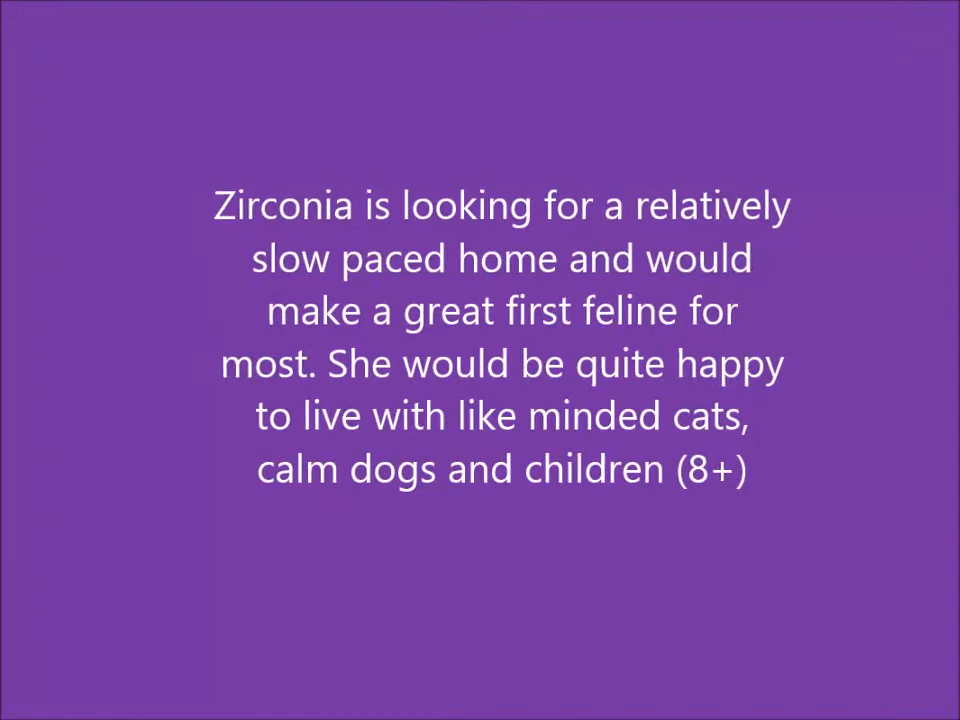 Zirconia is looking for a relatively
slow paced home and would
make a great first feline for
most. She would be quite happy
to live with like minded cats,
calm dogs and children (8+)